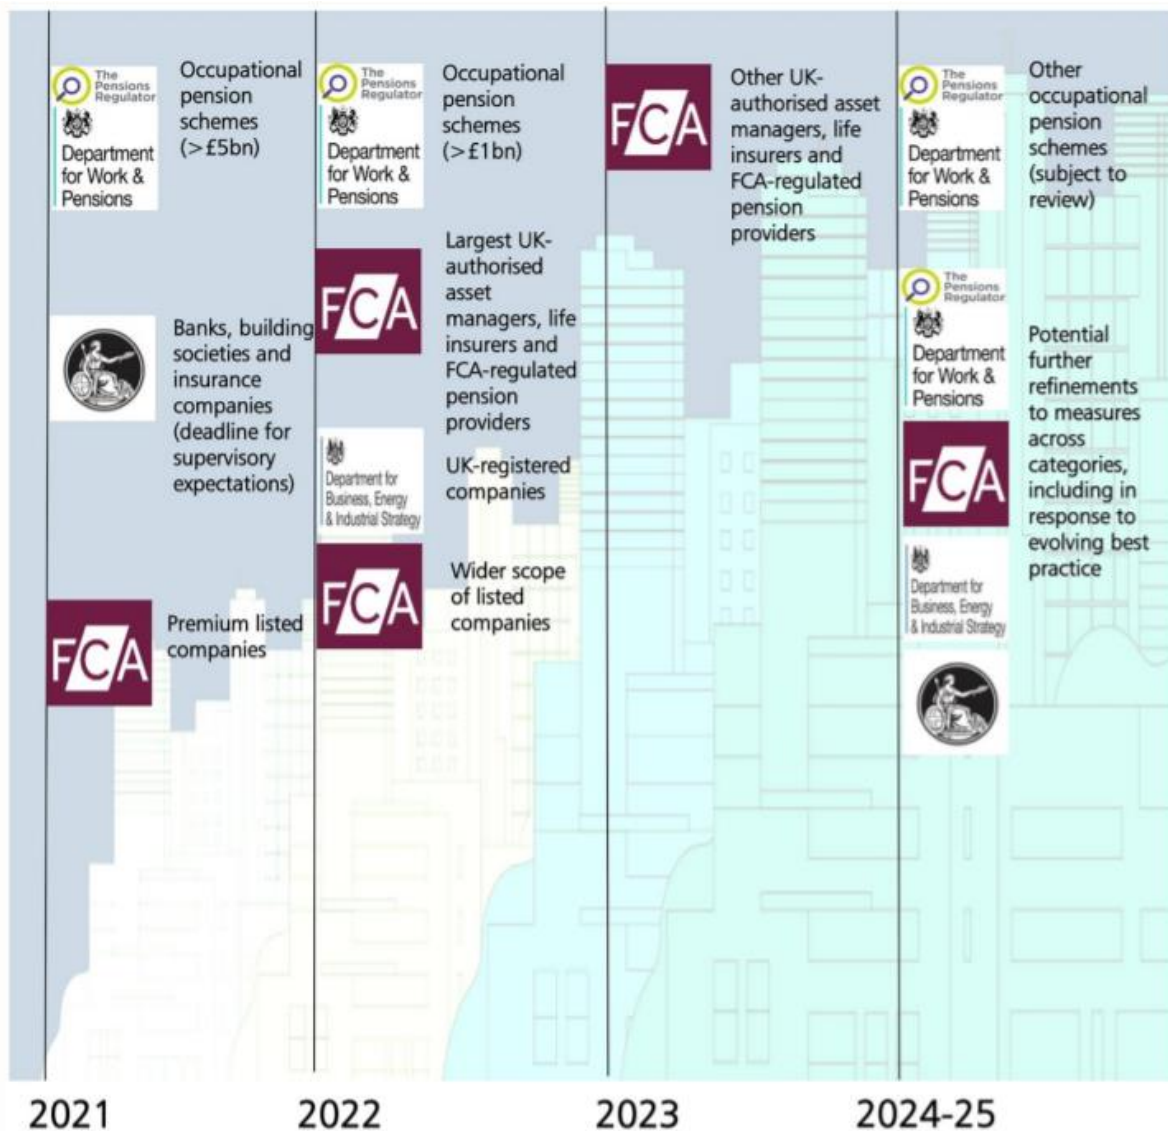 The
Pensions
Regulator
Department
for Work &
Pensions
Occupational
pension
schemes
(>£5bn)
Banks, building
societies and
insurance
companies
(deadline for
supervisory
expectations)
FCA
Premium listed
companies
The
Pensions
Regulator
Department
for Work &
Pensions
Occupational
pension
schemes
(>£1bn)
FCA
Largest UK-
authorised
asset
managers, life
insurers and
FCA-regulated
pension
providers
Department for
Business, Energy
& Industrial Strategy
UK-registered
companies
FCA
Wider scope
of listed
companies
FCA
Other UK-
authorised asset
managers, life
insurers and
FCA-regulated
pension
providers
The
Pensions
Regulator
Department
for Work &
Pensions
Other
occupational
pension
schemes
(subject to
review)
The
Pensions
Regulator
Department
for Work &
Pensions
FCA
Department for
Business, Energy
& Industrial Strategy
Potential
further
refinements
to measures
across
categories,
including in
response to
evolving best
practice
2021
2022
2023
2024-25